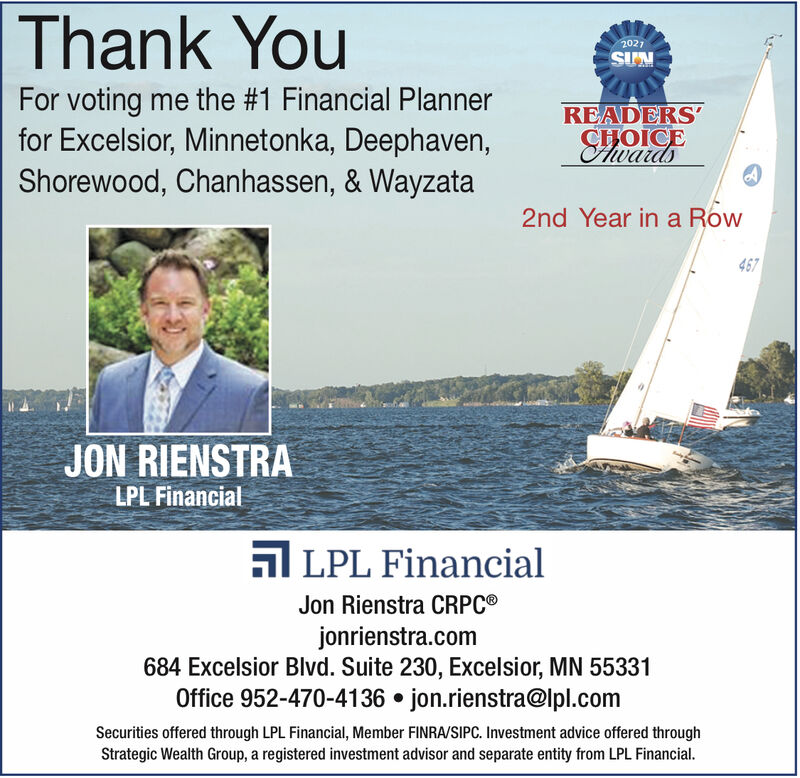 Thank You
For voting me the #1 Financial Planner
for Excelsior, Minnetonka, Deephaven,
Shorewood, Chanhassen, & Wayzata
2021
SUN
READERS'
CHOICE
Awards
2nd Year in a Row
A
467
JON RIENSTRA
LPL Financial
LPL Financial
Jon Rienstra CRPC®
jonrienstra.com
684 Excelsior Blvd. Suite 230, Excelsior, MN 55331
Office 952-470-4136 • jon.rienstra@lpl.com
Securities offered through LPL Financial, Member FINRA/SIPC. Investment advice offered through
Strategic Wealth Group, a registered investment advisor and separate entity from LPL Financial.